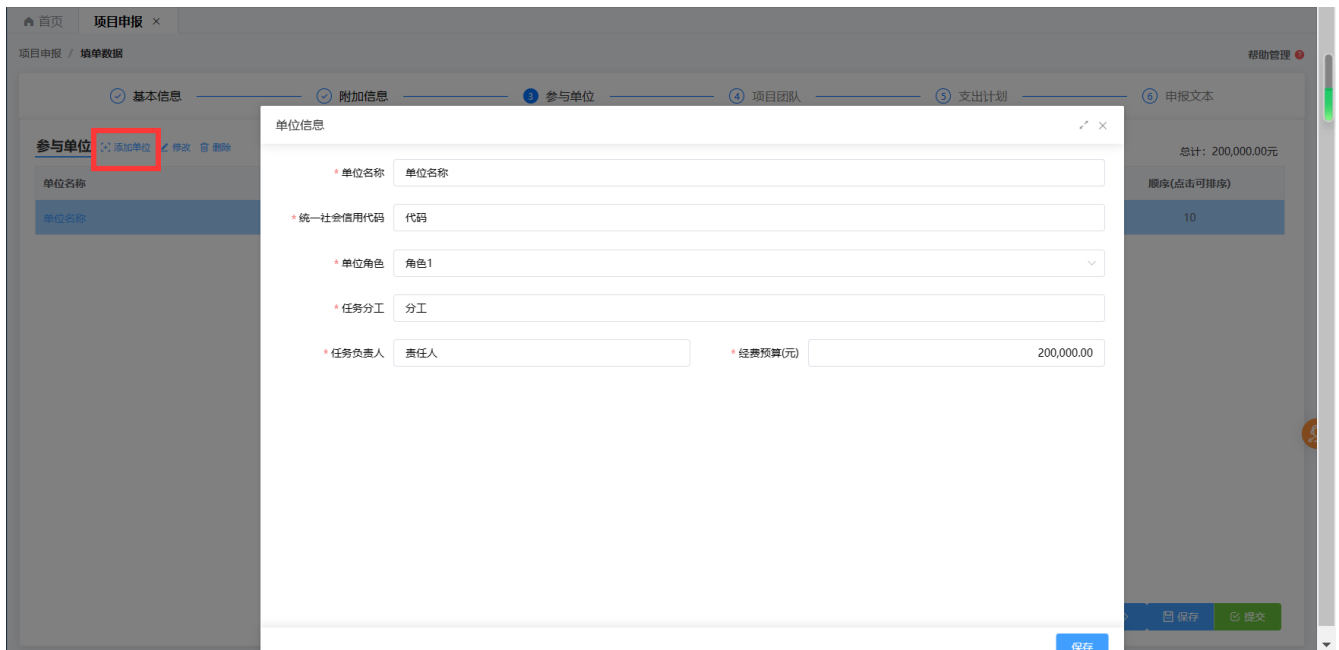 首页 项目申报 ×
项目申报 / 填单数据 帮助管理
基本信息 附加信息 3 参与单位 4 项目团队 5 支出计划 6 申报文本
单位信息
参与单位 添加单位 修改 删除 总计：200,000.00元
* 单位名称 单位名称
单位名称 顺序(点击可排序)
* 统一社会信用代码 代码
单位名称 10
* 单位角色 角色1
* 任务分工 分工
* 任务负责人 责任人 * 经费预算(元) 200,000.00
保存 提交
保存